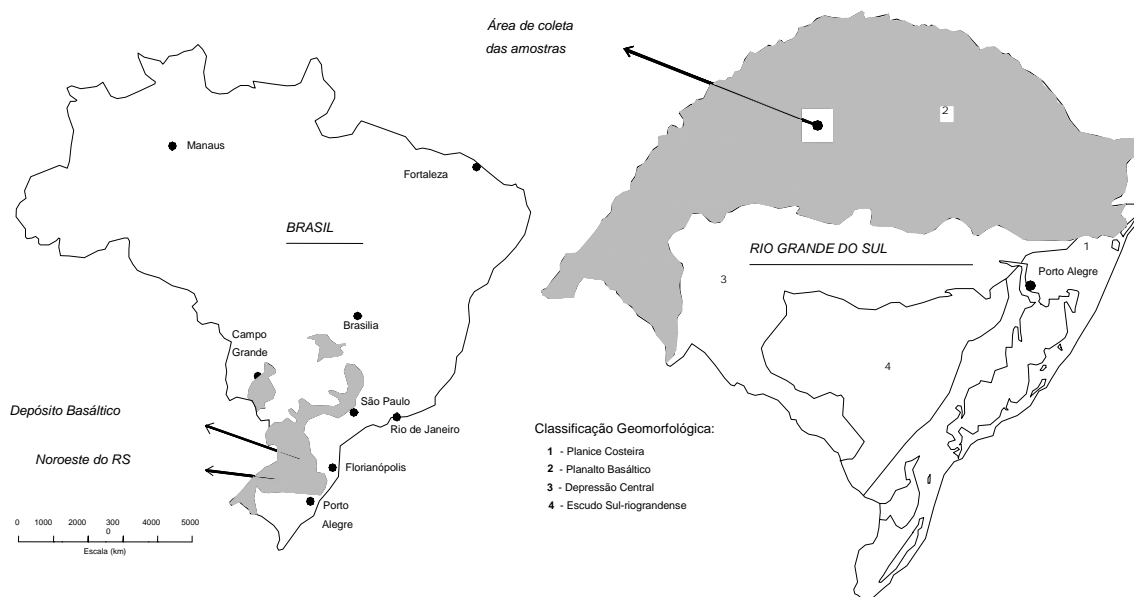 Manaus
Fortaleza
BRASIL
Brasilia
Campo
Grande
São Paulo
Rio de Janeiro
Depósito Basáltico
Noroeste do RS
Florianópolis
Porto
Alegre
0 1000 2000 300 4000 5000
0
Escala (km)
Área de coleta
das amostras
2
RIO GRANDE DO SUL
1
3
Porto Alegre
4
Classificação Geomorfológica:
1 - Planice Costeira
2 - Planalto Basáltico
3 - Depressão Central
4 - Escudo Sul-riograndense